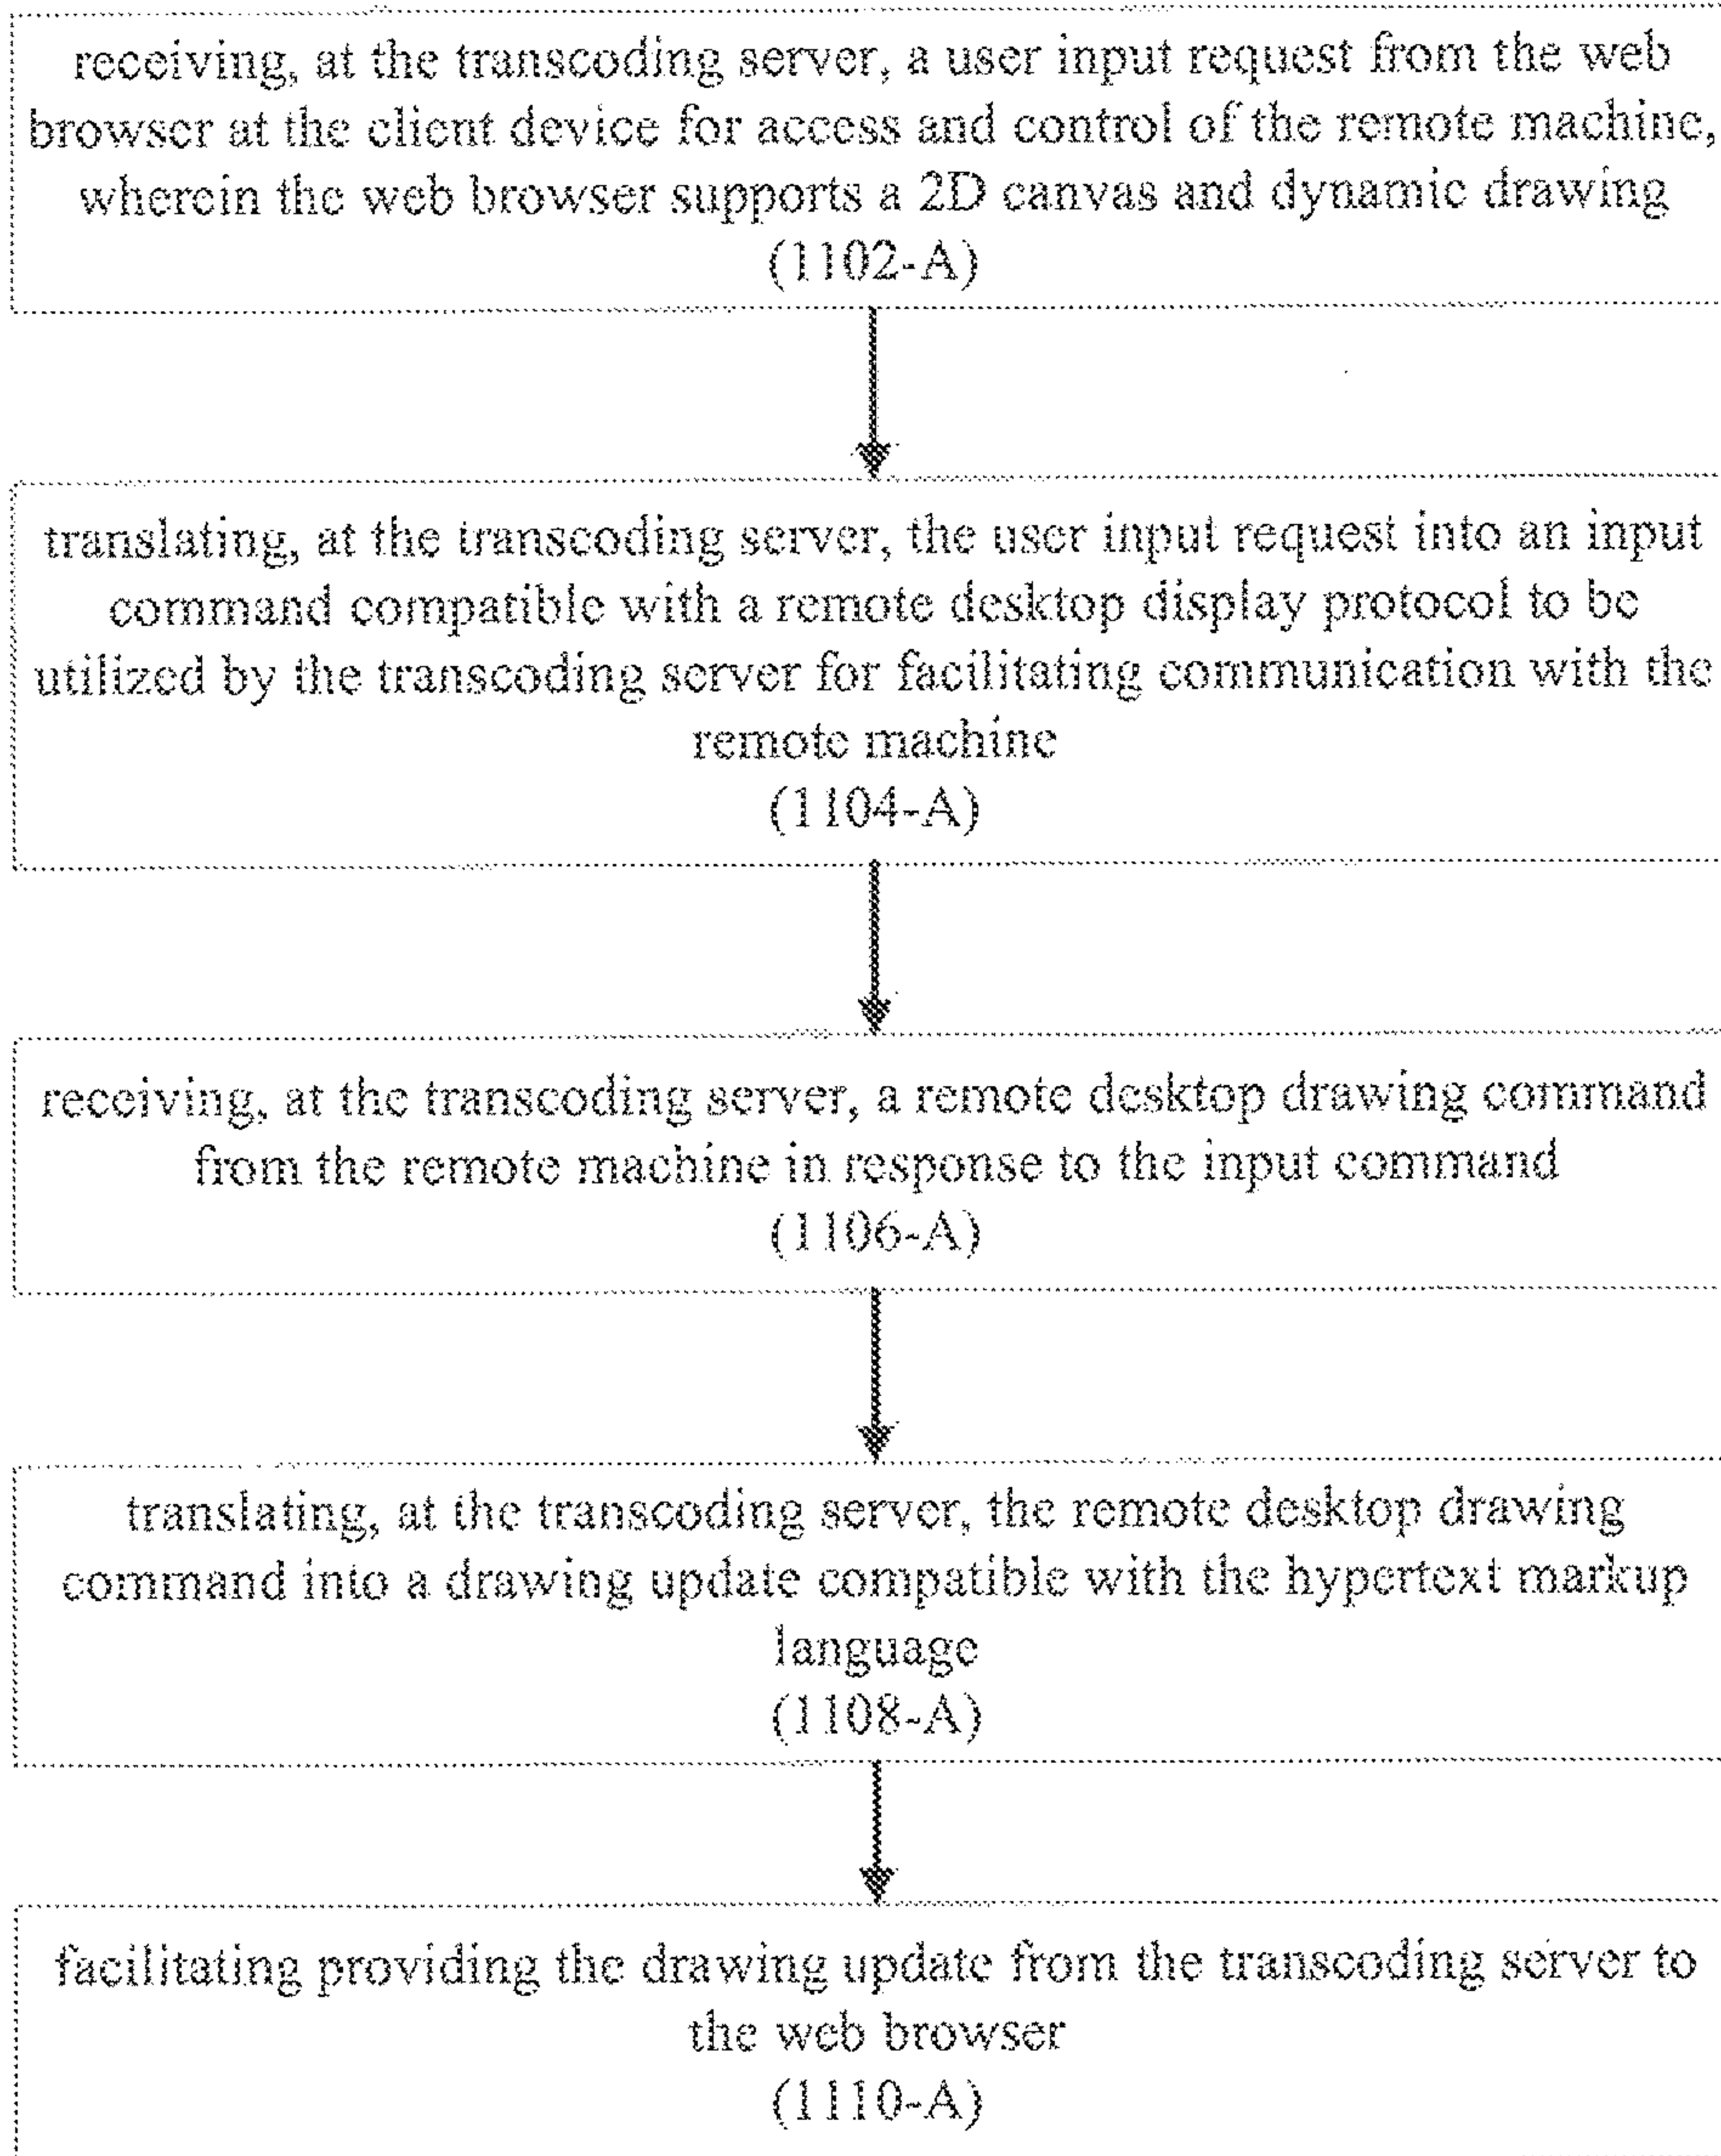 receiving, at the transcoding server, a user input request from the web
browser at the client device for access and control of the remote machine,
wherein the web browser supports a 2D canvas and dynamic drawing
(1102-A)
translating, at the transcoding server, the user input request into an input
command compatible with a remote desktop display protocol to be
utilized by the transcoding server for facilitating communication with the
remote machine
(1104-A)
receiving, at the transcoding server, a remote desktop drawing command
from the remote machine in response to the input command
(1106-A)
translating, at the transcoding server, the remote desktop drawing
command into a drawing update compatible with the hypertext markup
language
(1108-A)
facilitating providing the drawing update from the transcoding server to
the web browser
(1110-A)